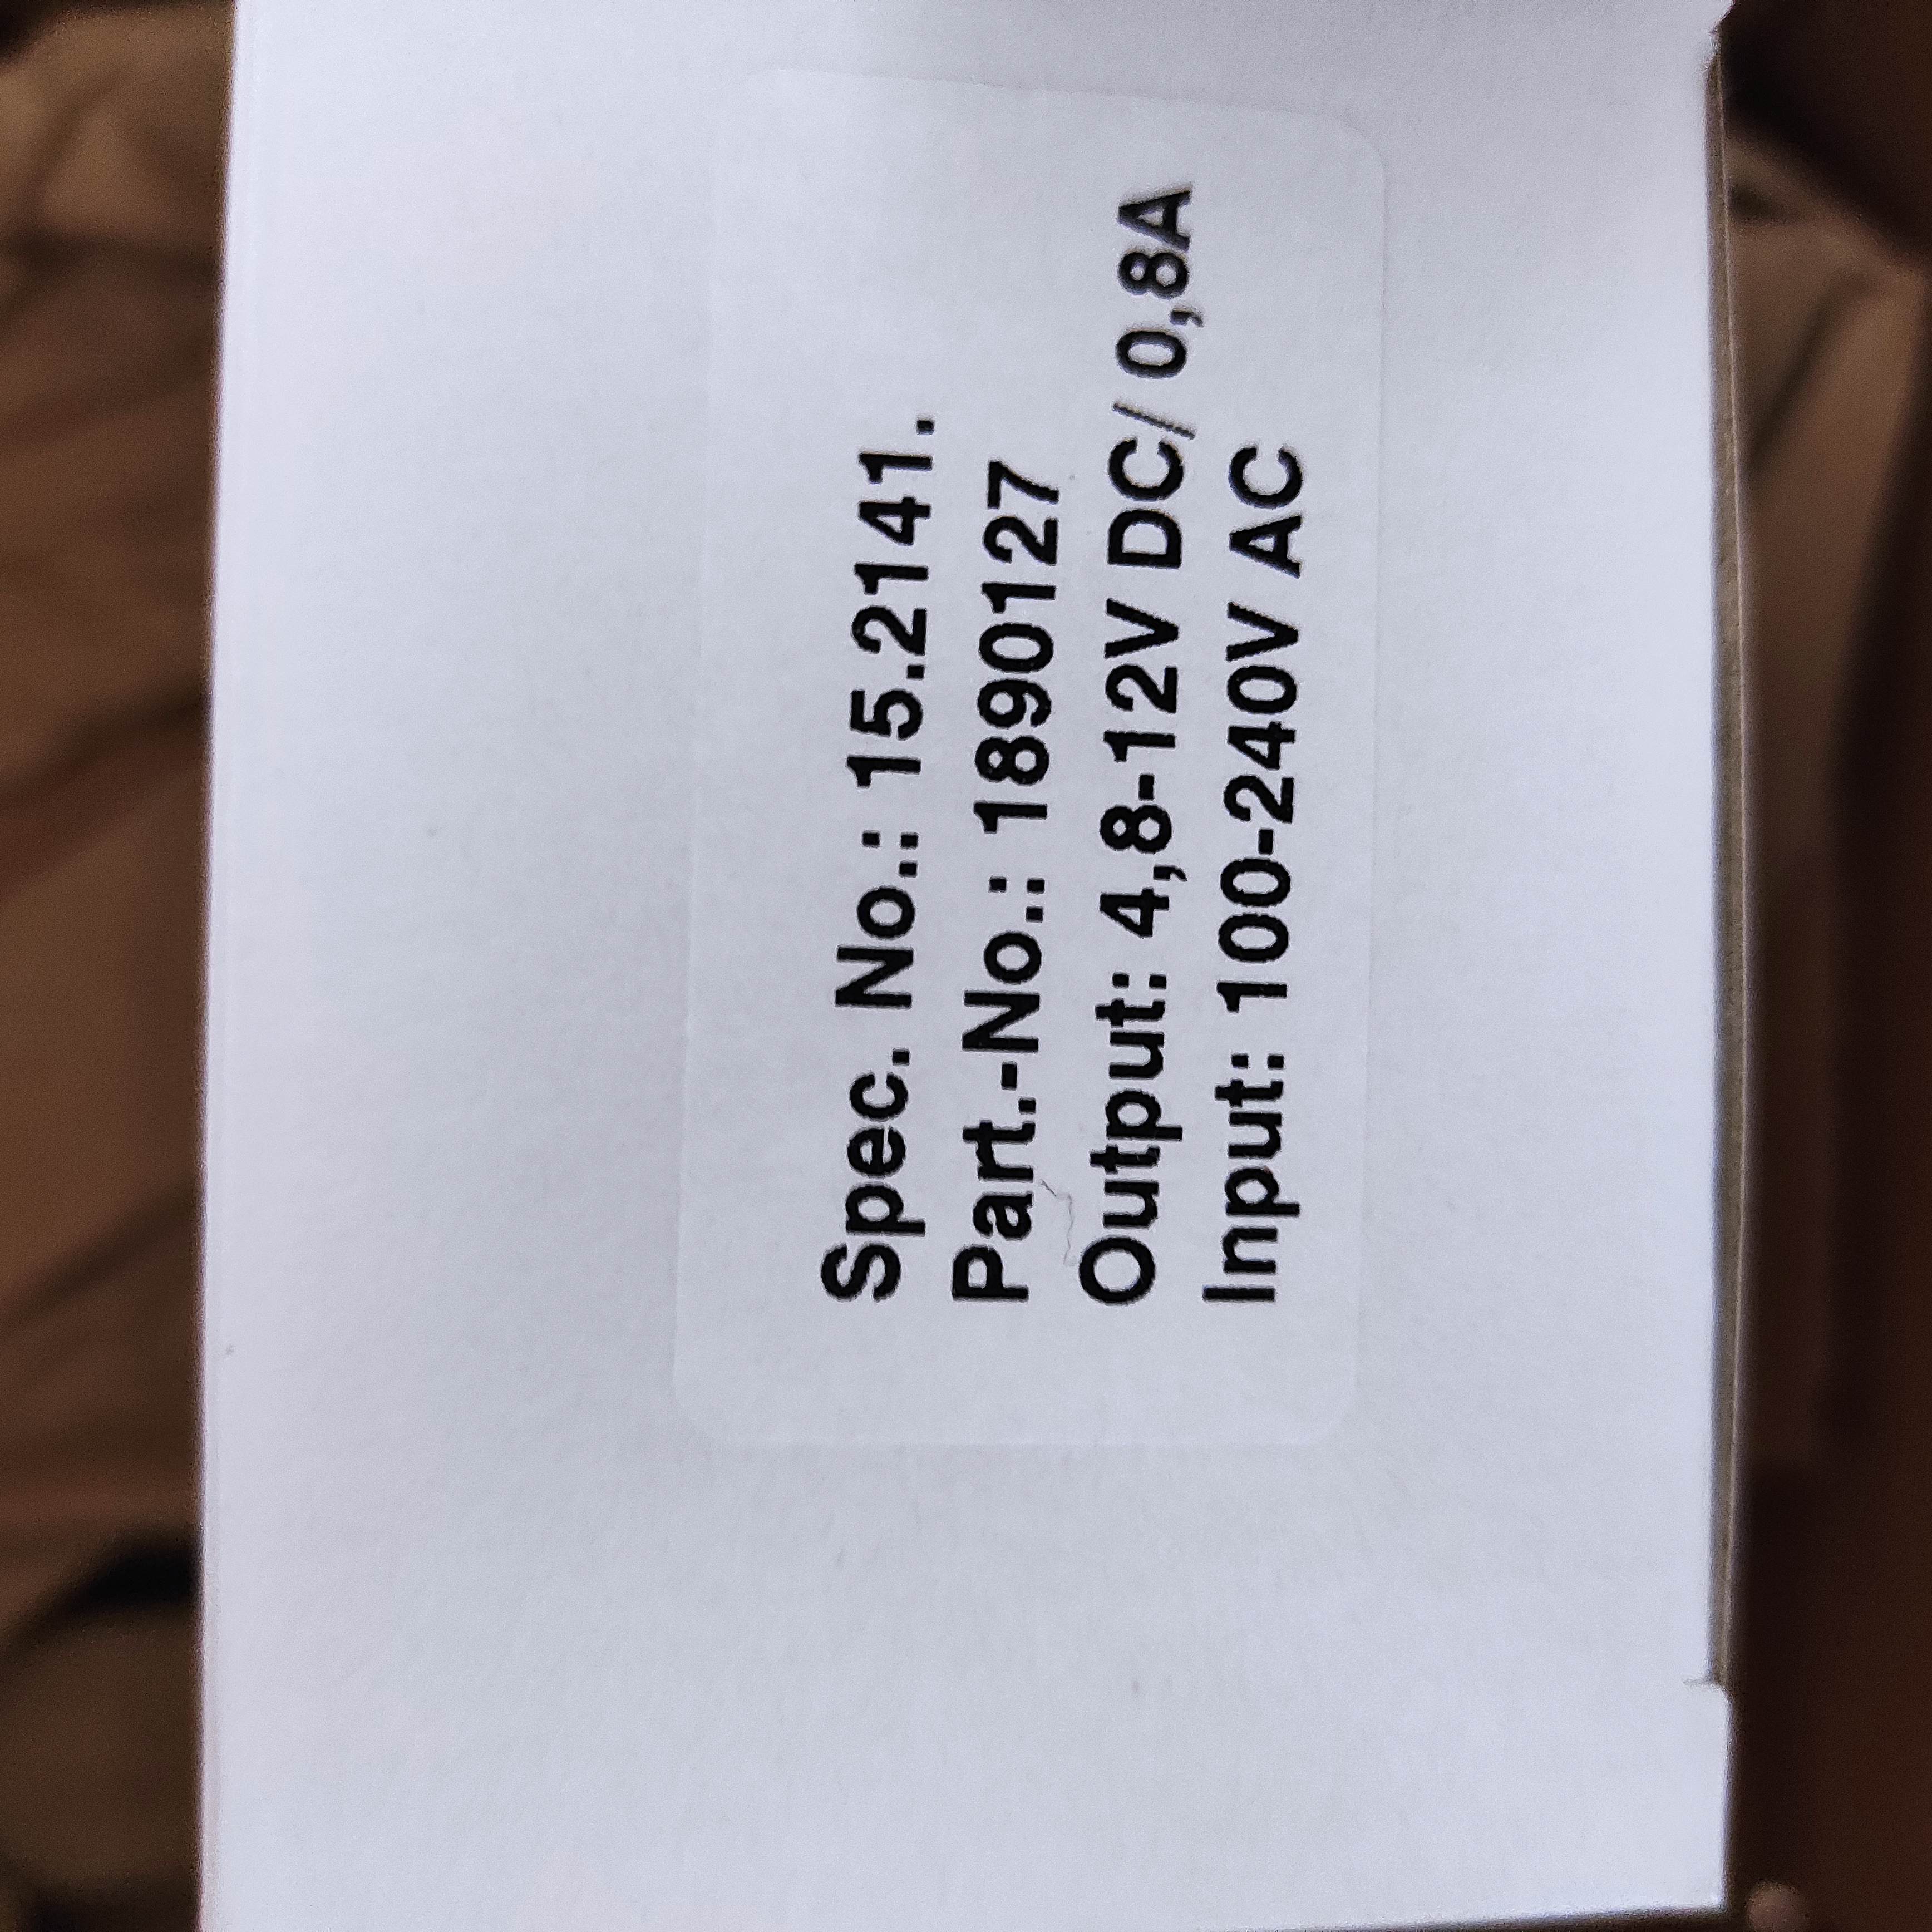 Spec. No.: 15.2141.
Part.-No.: 1890127
Output: 4,8-12V DC/ 0,8A
Input: 100-240V AC